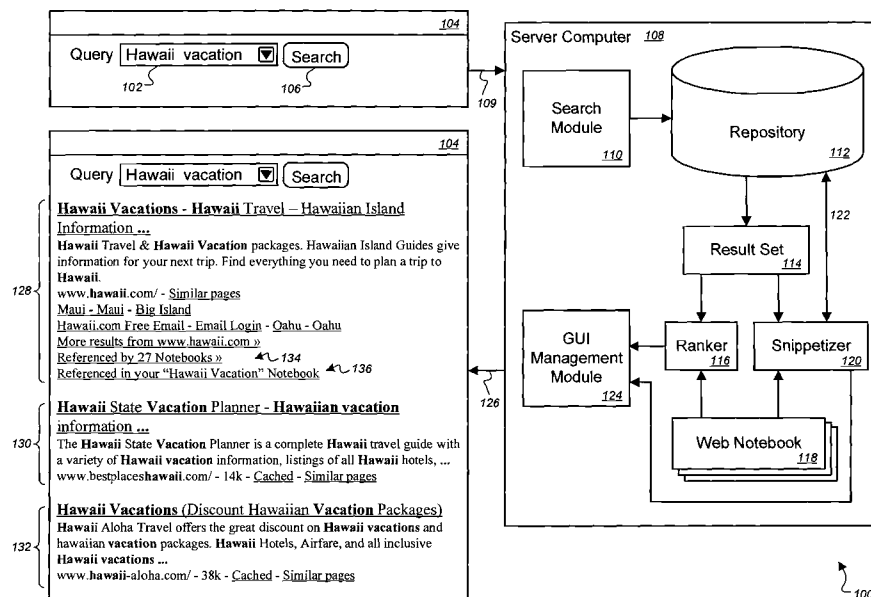 104
Query Hawaii vacation Search
102
106
109
104
Query Hawaii vacation Search
128
Hawaii Vacations - Hawaii Travel – Hawaiian Island
Information ...
Hawaii Travel & Hawaii Vacation packages. Hawaiian Island Guides give
information for your next trip. Find everything you need to plan a trip to
Hawaii.
www.hawaii.com/ - Similar pages
Maui - Maui - Big Island
Hawaii.com Free Email - Email Login - Oahu - Oahu
More results from www.hawaii.com »
Referenced by 27 Notebooks »
134
Referenced in your "Hawaii Vacation" Notebook
136
130
Hawaii State Vacation Planner - Hawaiian vacation
information ...
The Hawaii State Vacation Planner is a complete Hawaii travel guide with
a variety of Hawaii vacation information, listings of all Hawaii hotels, ...
www.bestplaceshawaii.com/ - 14k - Cached - Similar pages
132
Hawaii Vacations (Discount Hawaiian Vacation Packages)
Hawaii Aloha Travel offers the great discount on Hawaii vacations and
hawaiian vacation packages. Hawaii Hotels, Airfare, and all inclusive
Hawaii vacations ...
www.hawaii-aloha.com/ - 38k - Cached - Similar pages
126
Server Computer 108
Search
Module
110
Repository
112
122
Result Set
114
GUI
Management
Module
124
Ranker
116
Snippetizer
120
Web Notebook
118
100